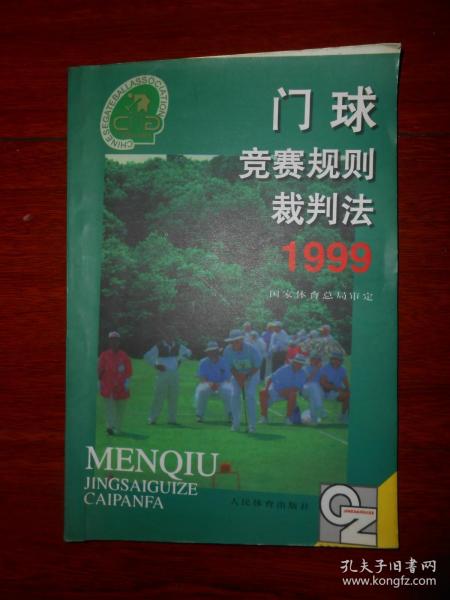 CHINESE GATEBALL ASSOCIATION
门球
竞赛规则
裁判法
1999
国家体育总局审定
MENQIU
JINGSAIGUIZE
CAIPANFA
人民体育出版社
JINGSAIGUIZE
QZ
孔夫子旧书网
www.kongfz.com